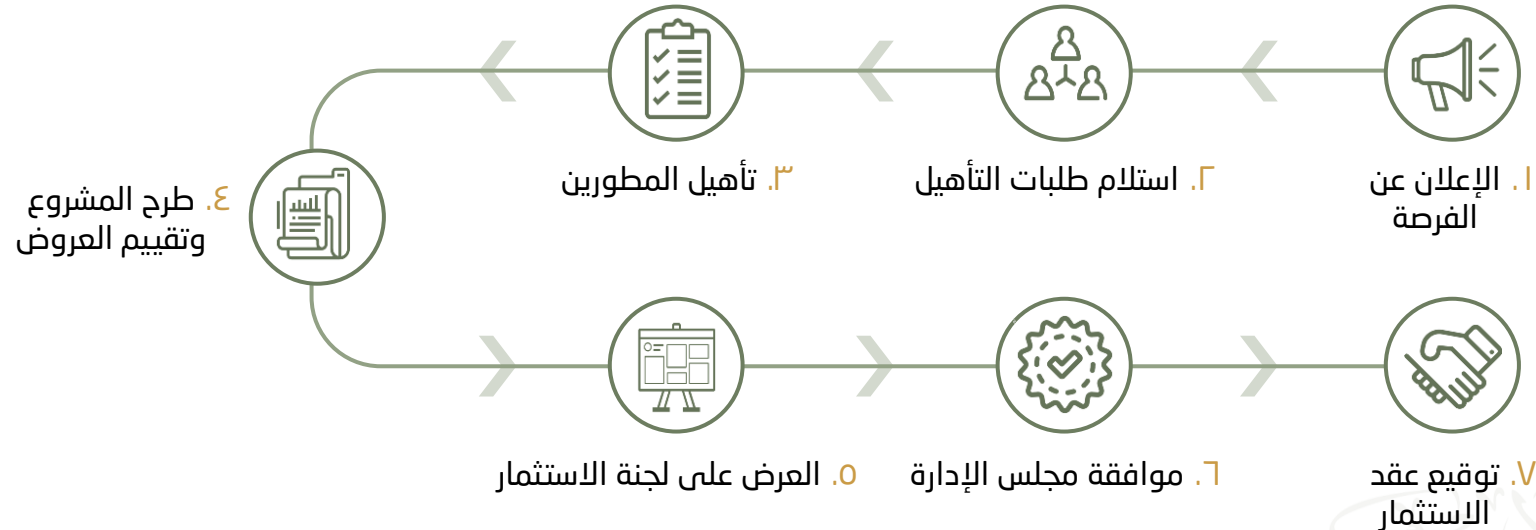 ١. الإعلان عن
الفرصة
٢. استلام طلبات التأهيل
٣. تأهيل المطورين
٤. طرح المشروع
وتقييم العروض
٥. العرض على لجنة الاستثمار
٦. موافقة مجلس الإدارة
٧. توقيع عقد
الاستثمار